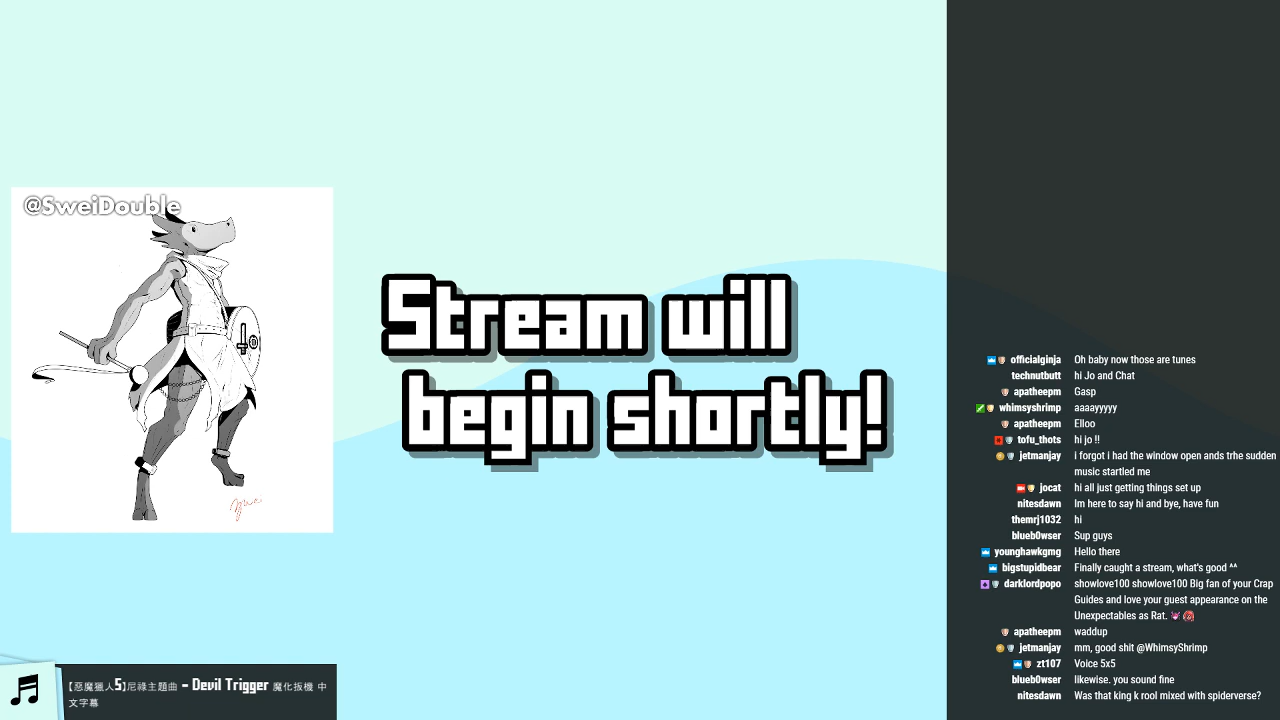 @SweiDouble
Stream will
begin shortly!
【惡魔獵人5】尼祿主題曲 - Devil Trigger 魔化扳機 中
文字幕
officialginja Oh baby now those are tunes
technutbutt hi Jo and Chat
apatheepm Gasp
whimsyshrimp aaaayyyyy
apatheepm Elloo
tofu_thots hi jo !!
jetmanjay i forgot i had the window open ands trhe sudden
music startled me
jocat hi all just getting things set up
nitesdawn Im here to say hi and bye, have fun
themrj1032 hi
blueb0wser Sup guys
younghawkgmg Hello there
bigstupidbear Finally caught a stream, what's good ^^
darklordpopo showlove100 showlove100 Big fan of your Crap
Guides and love your guest appearance on the
Unexpectables as Rat.
apatheepm waddup
jetmanjay mm, good shit @WhimsyShrimp
zt107 Voice 5x5
blueb0wser likewise. you sound fine
nitesdawn Was that king k rool mixed with spiderverse?